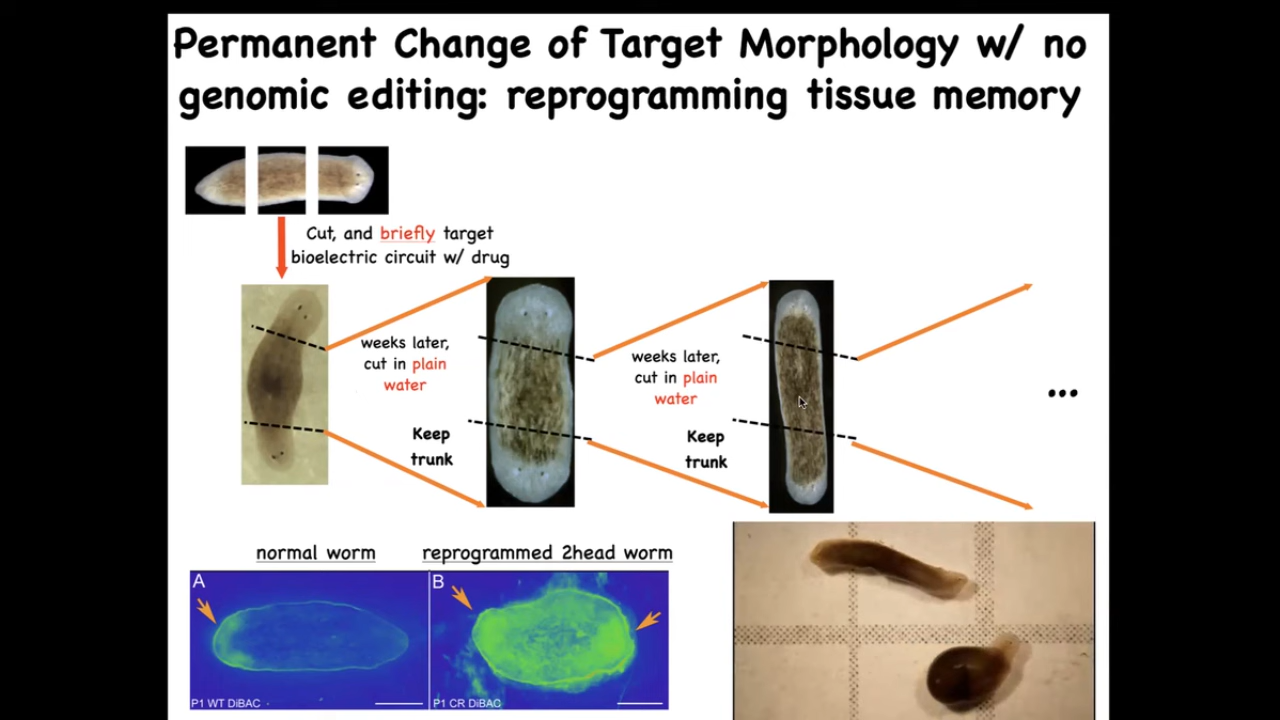 Permanent Change of Target Morphology w/ no
genomic editing: reprogramming tissue memory
Cut, and briefly target
bioelectric circuit w/ drug
weeks later,
cut in plain
water
Keep
trunk
weeks later,
cut in plain
water
Keep
trunk
...
normal worm
reprogrammed 2head worm
A
B
P1 WT DiBAC
P1 CR DiBAC